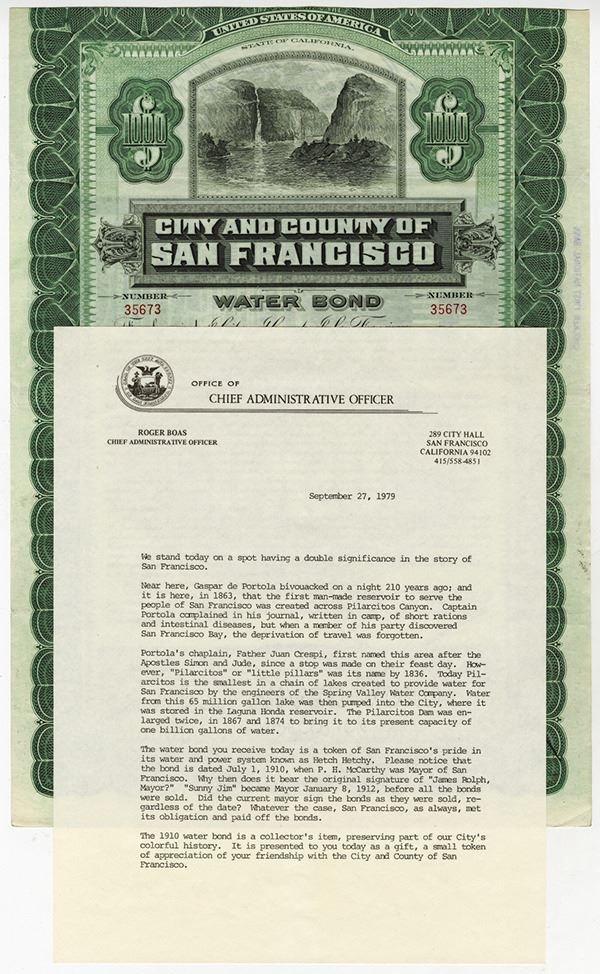 UNITED STATES OF AMERICA
STATE OF CALIFORNIA.
1000 1000
CITY AND COUNTY OF
SAN FRANCISCO
NUMBER WATER BOND NUMBER
35673 35673
OFFICE OF
CHIEF ADMINISTRATIVE OFFICER
ROGER BOAS
CHIEF ADMINISTRATIVE OFFICER
289 CITY HALL
SAN FRANCISCO
CALIFORNIA 94102
415/558-4851
September 27, 1979
We stand today on a spot having a double significance in the story of
San Francisco.
Near here, Gaspar de Portola bivouacked on a night 210 years ago; and
it is here, in 1863, that the first man-made reservoir to serve the
people of San Francisco was created across Pilarcitos Canyon. Captain
Portola complained in his journal, written in camp, of short rations
and intestinal diseases, but when a member of his party discovered
San Francisco Bay, the deprivation of travel was forgotten.
Portola's chaplain, Father Juan Crespi, first named this area after the
Apostles Simon and Jude, since a stop was made on their feast day. How-
ever, "Pilarcitos" or "little pillars" was its name by 1836. Today Pil-
arcitos is the smallest in a chain of lakes created to provide water for
San Francisco by the engineers of the Spring Valley Water Company. Water
from this 65 million gallon lake was then pumped into the City, where it
was stored in the Laguna Honda reservoir. The Pilarcitos Dam was en-
larged twice, in 1867 and 1874 to bring it to its present capacity of
one billion gallons of water.
The water bond you receive today is a token of San Francisco's pride in
its water and power system known as Hetch Hetchy. Please notice that
the bond is dated July 1, 1910, when P. H. McCarthy was Mayor of San
Francisco. Why then does it bear the original signature of "James Rolph,
Mayor?" "Sunny Jim" became Mayor January 8, 1912, before all the bonds
were sold. Did the current mayor sign the bonds as they were sold, re-
gardless of the date? Whatever the case, San Francisco, as always, met
its obligation and paid off the bonds.
The 1910 water bond is a collector's item, preserving part of our City's
colorful history. It is presented to you today as a gift, a small token
of appreciation of your friendship with the City and County of San
Francisco.